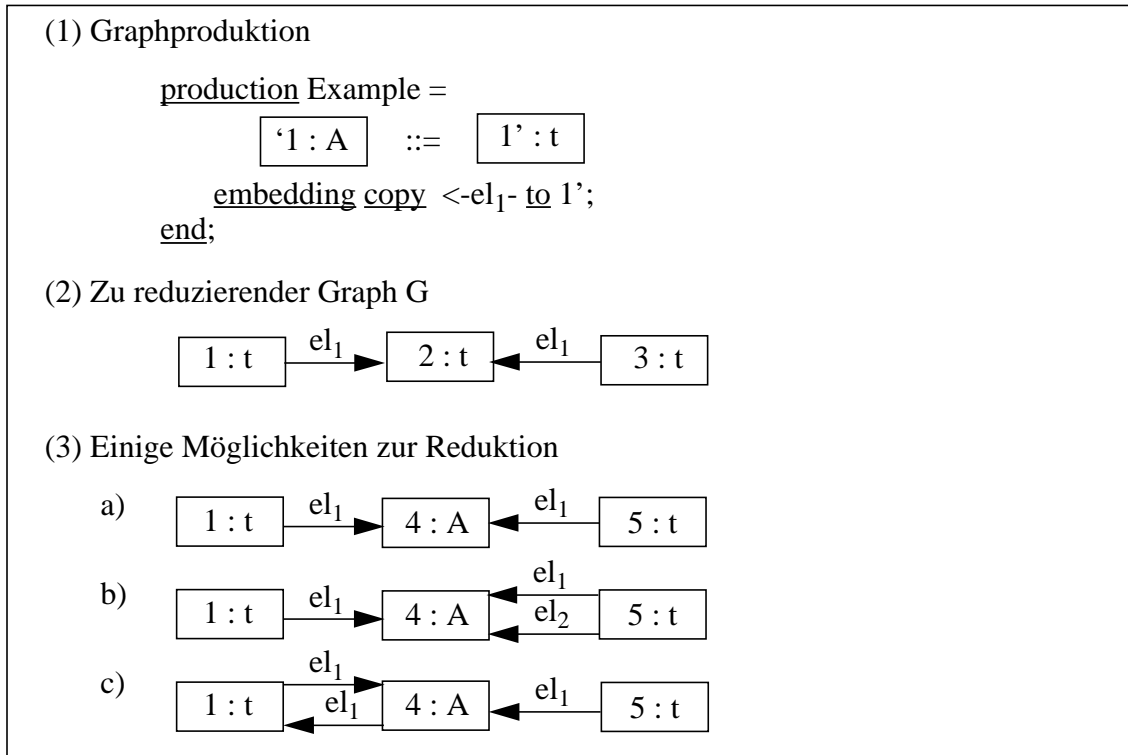 (1) Graphproduktion
production Example =
‘1 : A ::= 1’ : t
embedding copy <-el1- to 1’;
end;
(2) Zu reduzierender Graph G
1 : t el1 2 : t el1 3 : t
(3) Einige Möglichkeiten zur Reduktion
a) 1 : t el1 4 : A el1 5 : t
b) 1 : t el1 4 : A el1 el2 5 : t
c) 1 : t el1 el1 4 : A el1 5 : t